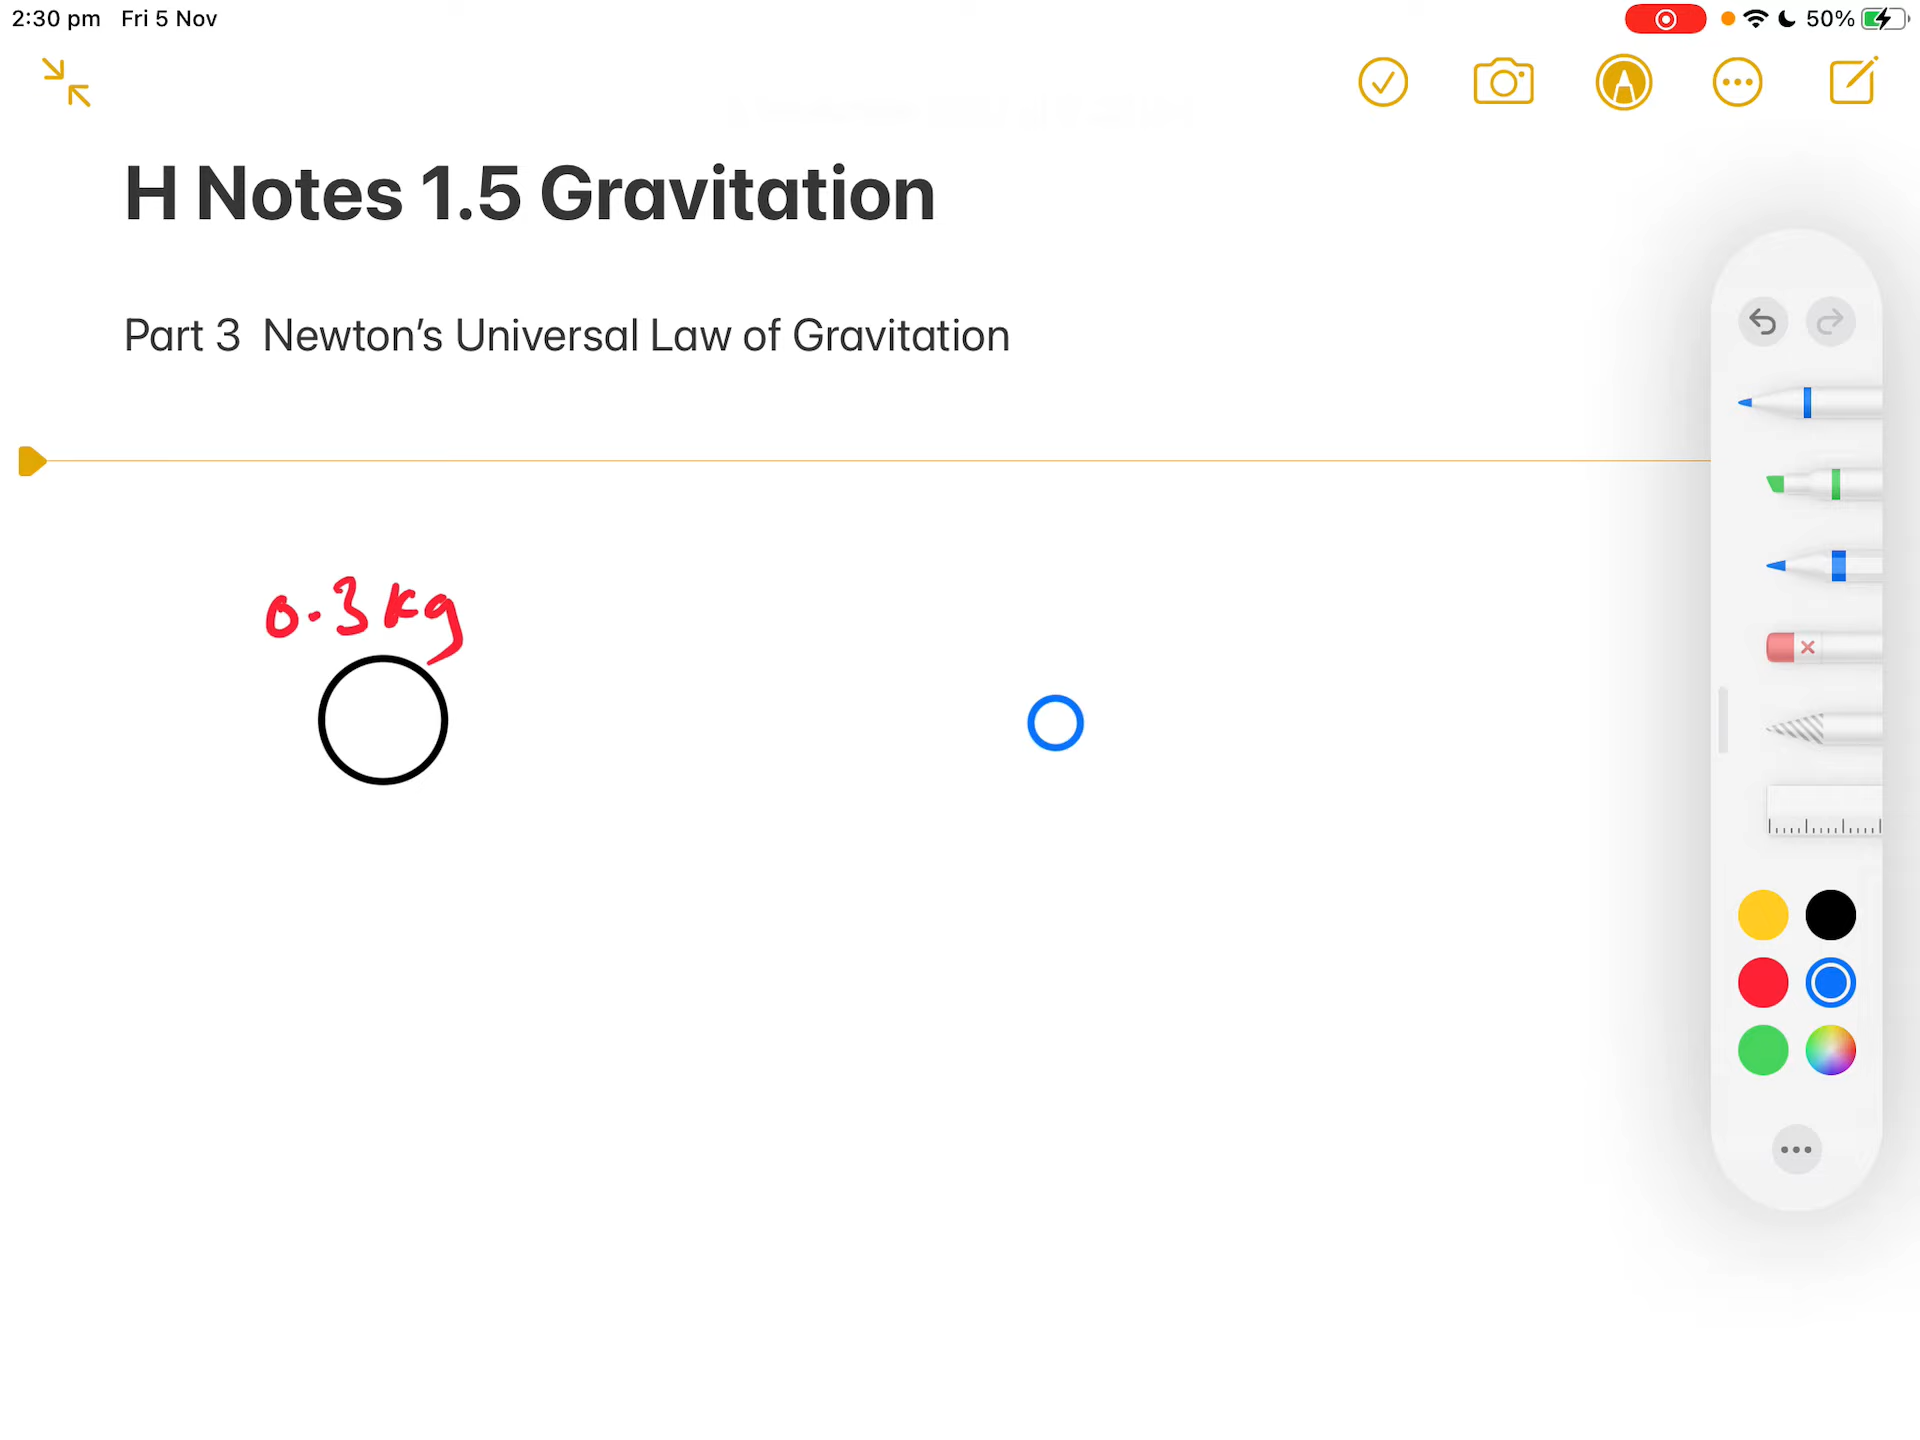 2:30 pm Fri 5 Nov
50%
H Notes 1.5 Gravitation
Part 3 Newton’s Universal Law of Gravitation
0.3 kg